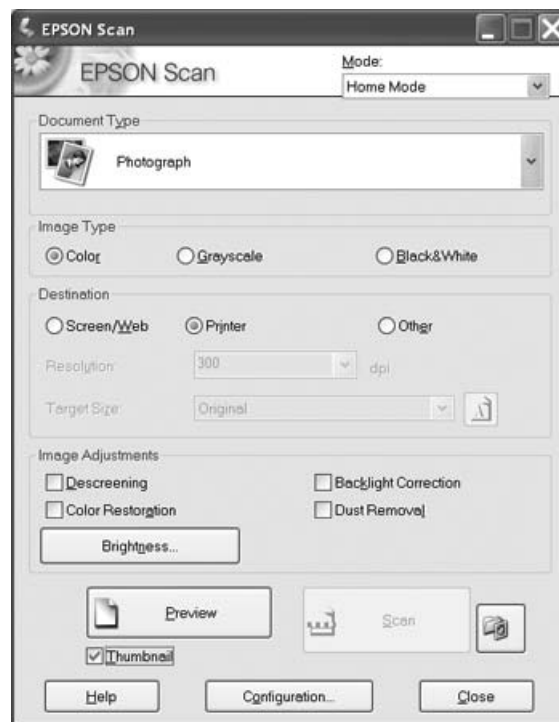 EPSON Scan
EPSON Scan
Mode:
Home Mode
Document Type
Photograph
Image Type
Color Grayscale Black&White
Destination
Screen/Web Printer Other
Resolution: 300 dpi
Target Size: Original
Image Adjustments
Descreening Backlight Correction
Color Restoration Dust Removal
Brightness...
Preview Scan
Thumbnail
Help Configuration... Close